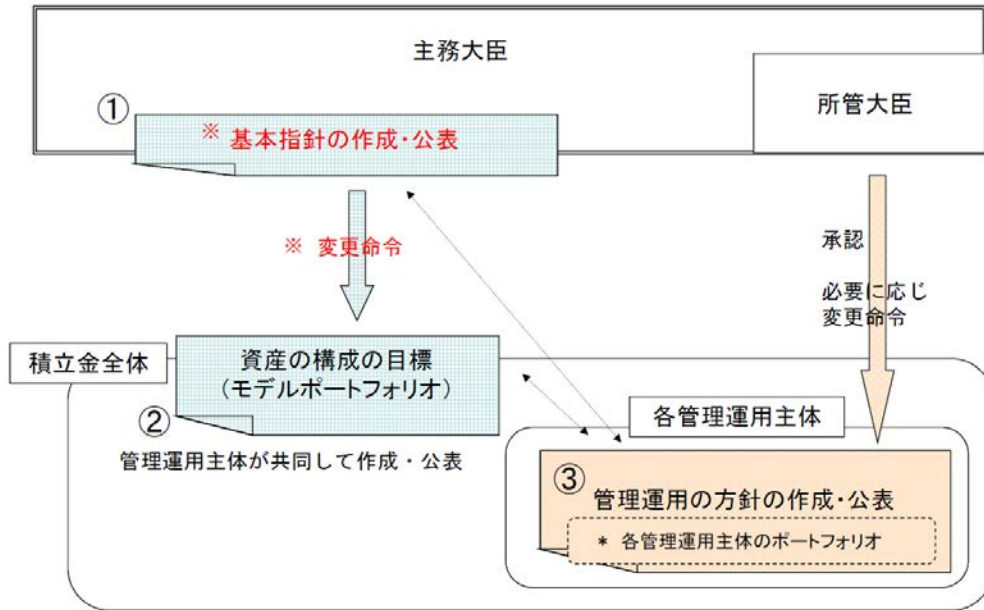 主務大臣
所管大臣
①
※ 基本指針の作成・公表
※ 変更命令
承認
必要に応じ
変更命令
積立金全体
資産の構成の目標
(モデルポートフォリオ)
②
管理運用主体が共同して作成・公表
各管理運用主体
③
管理運用の方針の作成・公表
* 各管理運用主体のポートフォリオ